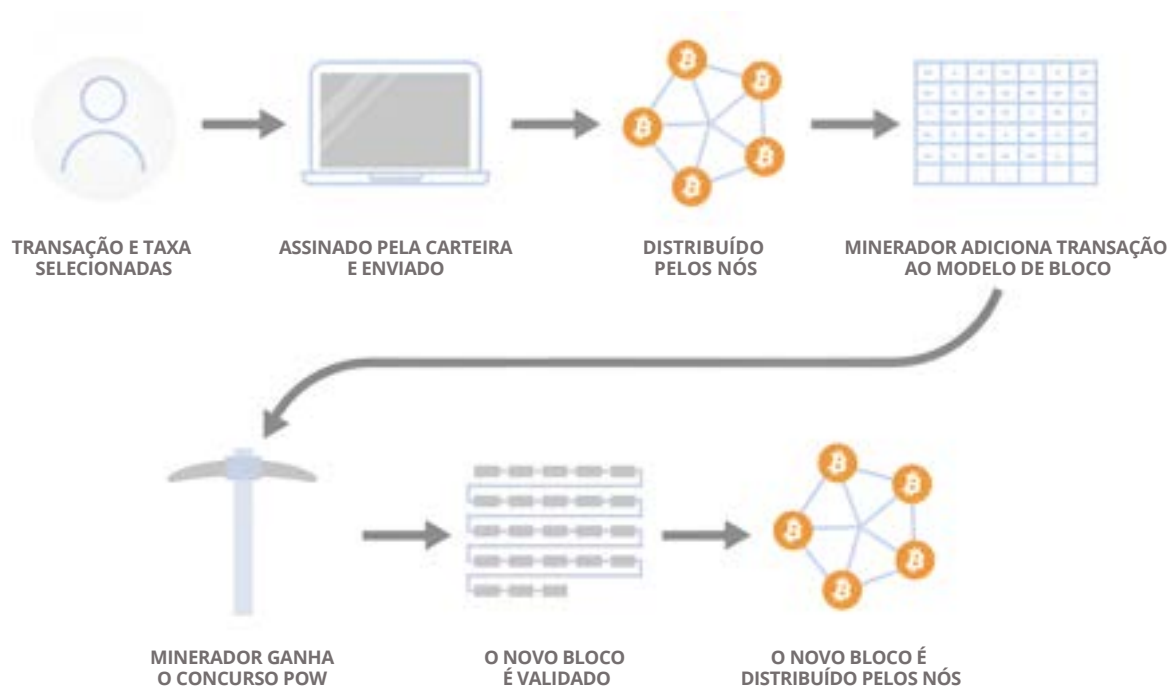 TRANSAÇÃO E TAXA
SELECIONADAS
ASSINADO PELA CARTEIRA
E ENVIADO
DISTRIBUÍDO
PELOS NÓS
MINERADOR ADICIONA TRANSAÇÃO
AO MODELO DE BLOCO
MINERADOR GANHA
O CONCURSO POW
O NOVO BLOCO
É VALIDADO
O NOVO BLOCO É
DISTRIBUÍDO PELOS NÓS